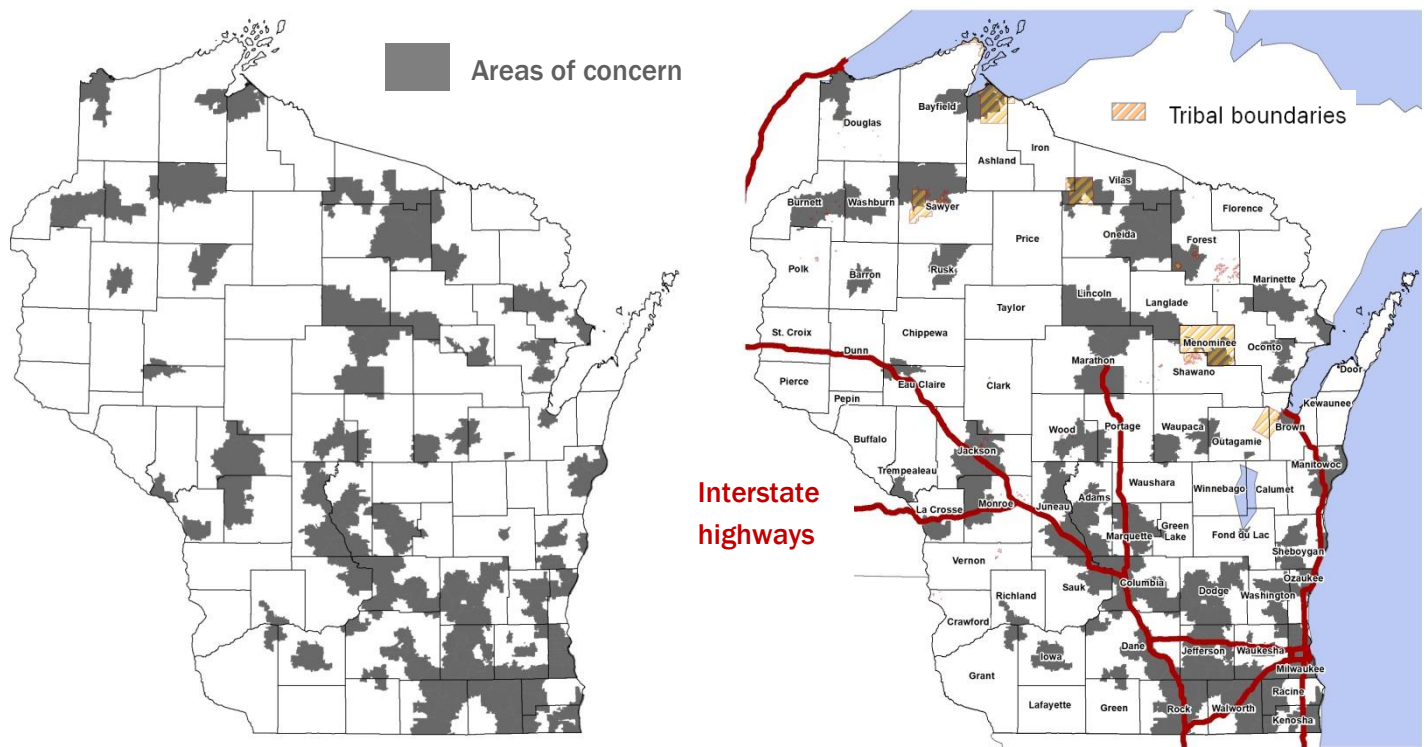 Areas of concern
Tribal boundaries
Interstate
highways
Douglas
Bayfield
Ashland
Iron
Vilas
Florence
Burnett
Washburn
Sawyer
Price
Oneida
Forest
Marinette
Polk
Barron
Rusk
Lincoln
Langlade
Taylor
St. Croix
Chippewa
Dunn
Menominee
Oconto
Door
Marathon
Shawano
Pierce
Eau Claire
Clark
Pepin
Kewaunee
Buffalo
Wood
Portage
Waupaca
Outagamie
Brown
Jackson
Trempealeau
Manitowoc
Waushara
Winnebago
Calumet
Adams
Monroe
Juneau
La Crosse
Marquette
Green
Lake
Fond du Lac
Sheboygan
Vernon
Columbia
Sauk
Richland
Dodge
Washington
Ozaukee
Crawford
Dane
Jefferson
Waukesha
Iowa
Milwaukee
Grant
Racine
Lafayette
Green
Rock
Walworth
Kenosha